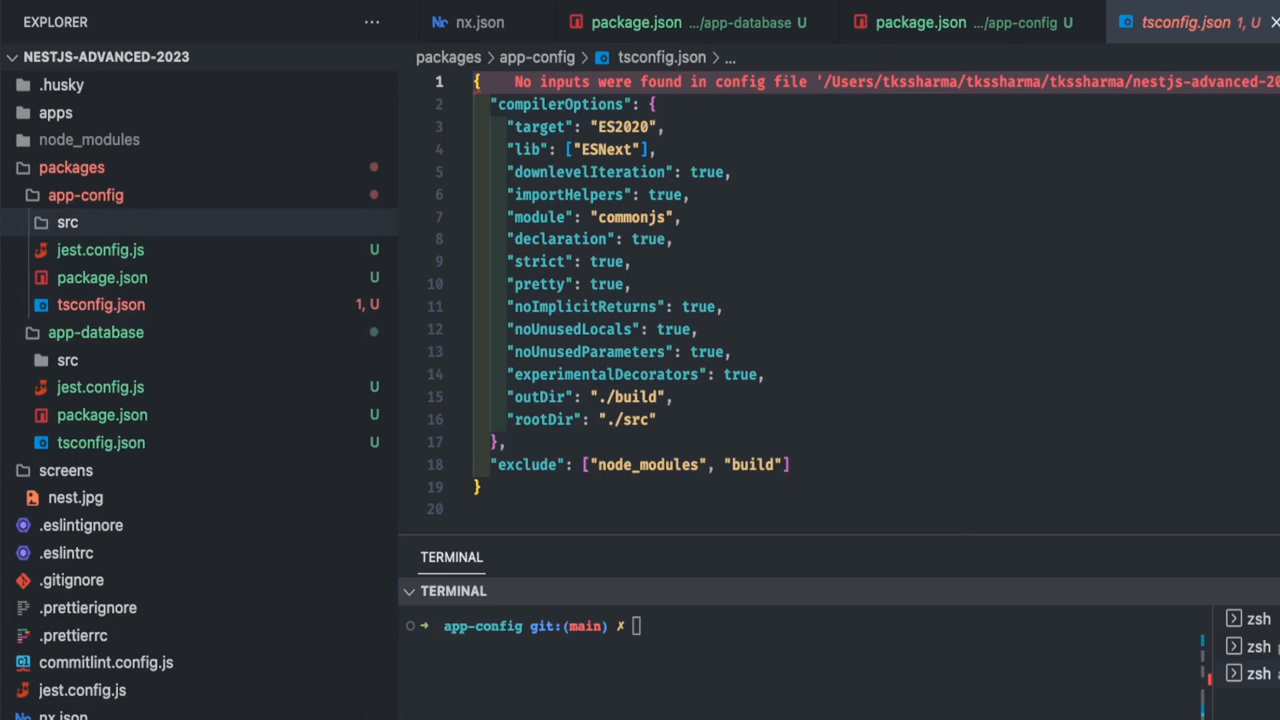 EXPLORER
NESTJS-ADVANCED-2023
.husky
apps
node_modules
packages
app-config
src
jest.config.js U
package.json U
tsconfig.json 1, U
app-database
src
jest.config.js U
package.json U
tsconfig.json U
screens
nest.jpg
.eslintignore
.eslintrc
.gitignore
.prettierignore
.prettierrc
commitlint.config.js
jest.config.js
nx.json
nx.json
package.json .../app-database U
package.json .../app-config U
tsconfig.json 1, U
packages > app-config > tsconfig.json > ...
1 { No inputs were found in config file '/Users/tkssharma/tkssharma/tkssharma/nestjs-advanced-20
2 "compilerOptions": {
3 "target": "ES2020",
4 "lib": ["ESNext"],
5 "downlevelIteration": true,
6 "importHelpers": true,
7 "module": "commonjs",
8 "declaration": true,
9 "strict": true,
10 "pretty": true,
11 "noImplicitReturns": true,
12 "noUnusedLocals": true,
13 "noUnusedParameters": true,
14 "experimentalDecorators": true,
15 "outDir": "./build",
16 "rootDir": "./src"
17 },
18 "exclude": ["node_modules", "build"]
19 }
20
TERMINAL
TERMINAL
➜ app-config git:(main) ✗
zsh
zsh
zsh